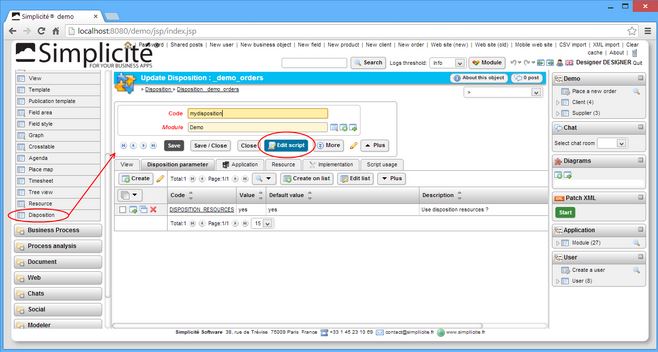 Simplicité® demo
localhost:8080/demo/jsp/index.jsp
Simplicité
FOR YOUR BUSINESS APPS
Password Shared posts New user New business object New field New product New client New order Web site (new) Web site (old) Mobile web site CSV import XML import Clear cache
Search Logs threshold: Info Module Designer DESIGNER Quit
View
Template
Publication template
Field area
Field style
Graph
Crosstable
Agenda
Place map
Timesheet
Tree view
Resource
Disposition
Business Process
Process analysis
Document
Web
Chats
Social
Modeler
Update Disposition : _demo_orders
About this object 0 post
> Disposition > Disposition _demo_orders
>
Code mydisposition
Module Demo
Save Save / Close Close Edit script More Plus
View Disposition parameter Application Resource Implementation Script usage
Create Total:1 Page:1/1 Create on list Edit list Plus
Code Value Default value Description
DISPOSITION_RESOURCES yes yes Use disposition resources ?
Total:1 Page:1/1 15
Demo
Place a new order
Client (4)
Supplier (3)
Chat
Select chat room
Diagrams
Patch XML
Start
Application
Module (27)
User
Create a user
User (8)
Simplicité Software 38, rue de Trévise, 75009 Paris France +33 1 45 23 10 69 contact@simplicite.fr www.simplicite.fr